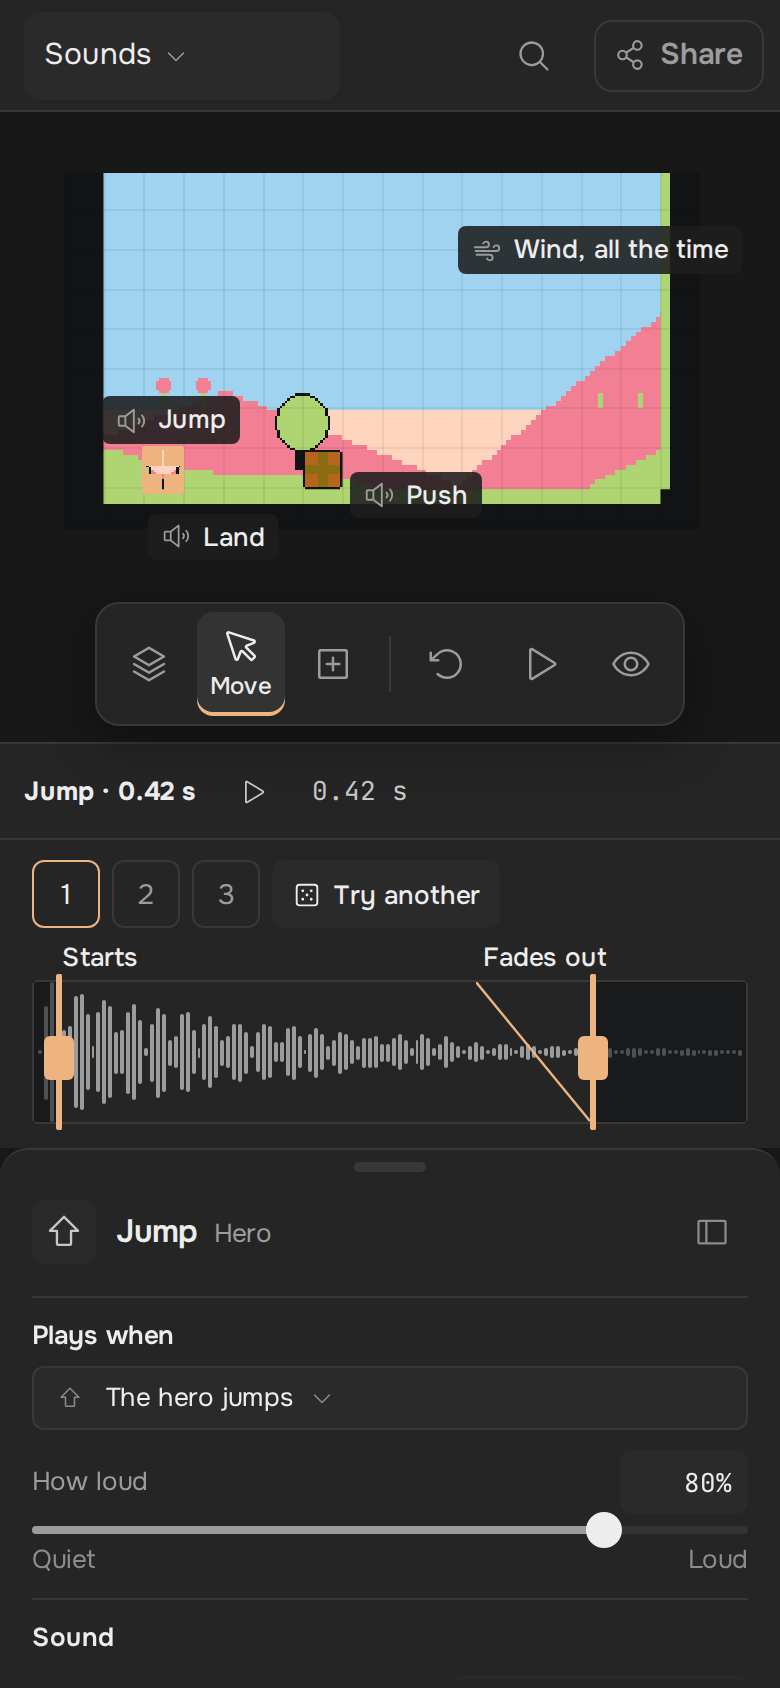 Sounds
Share
Wind, all the time
Jump
Push
Land
Move
Jump · 0.42 s
0.42 s
1
2
3
Try another
Starts
Fades out
Jump Hero
Plays when
The hero jumps
How loud
80%
Quiet
Loud
Sound